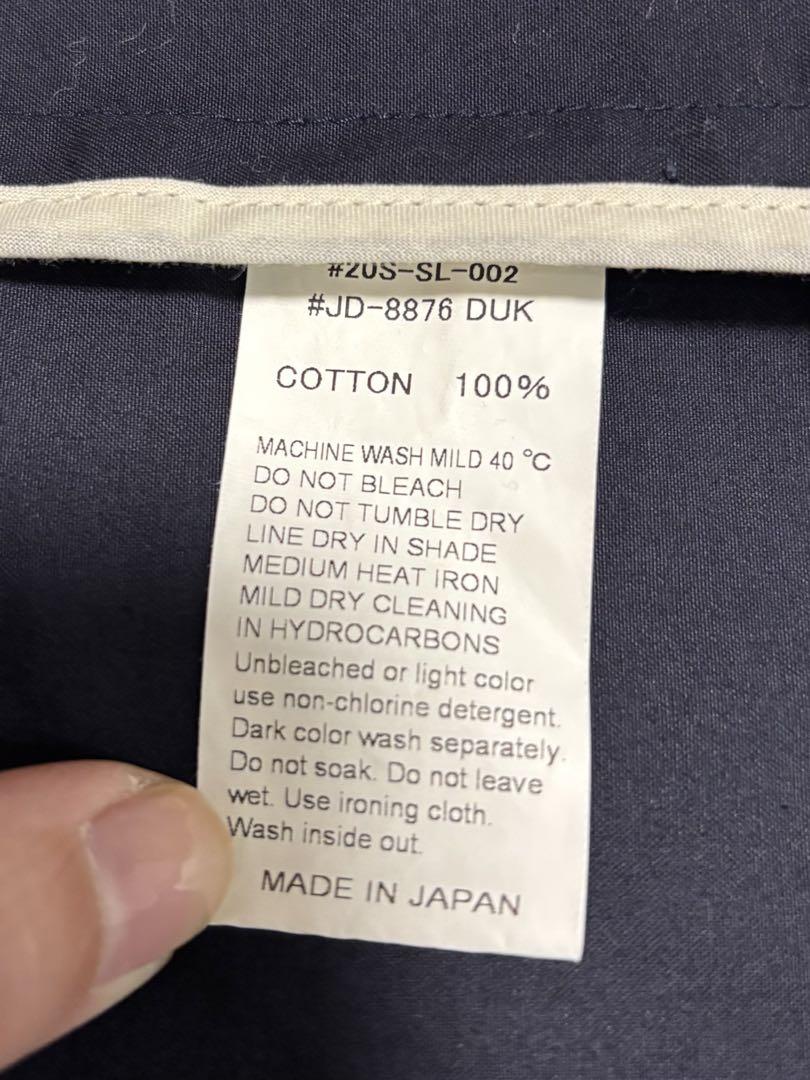 #20S-SL-002
#JD-8876 DUK
COTTON 100%
MACHINE WASH MILD 40 °C
DO NOT BLEACH
DO NOT TUMBLE DRY
LINE DRY IN SHADE
MEDIUM HEAT IRON
MILD DRY CLEANING
IN HYDROCARBONS
Unbleached or light color
use non-chlorine detergent.
Dark color wash separately.
Do not soak. Do not leave
wet. Use ironing cloth.
Wash inside out.
MADE IN JAPAN